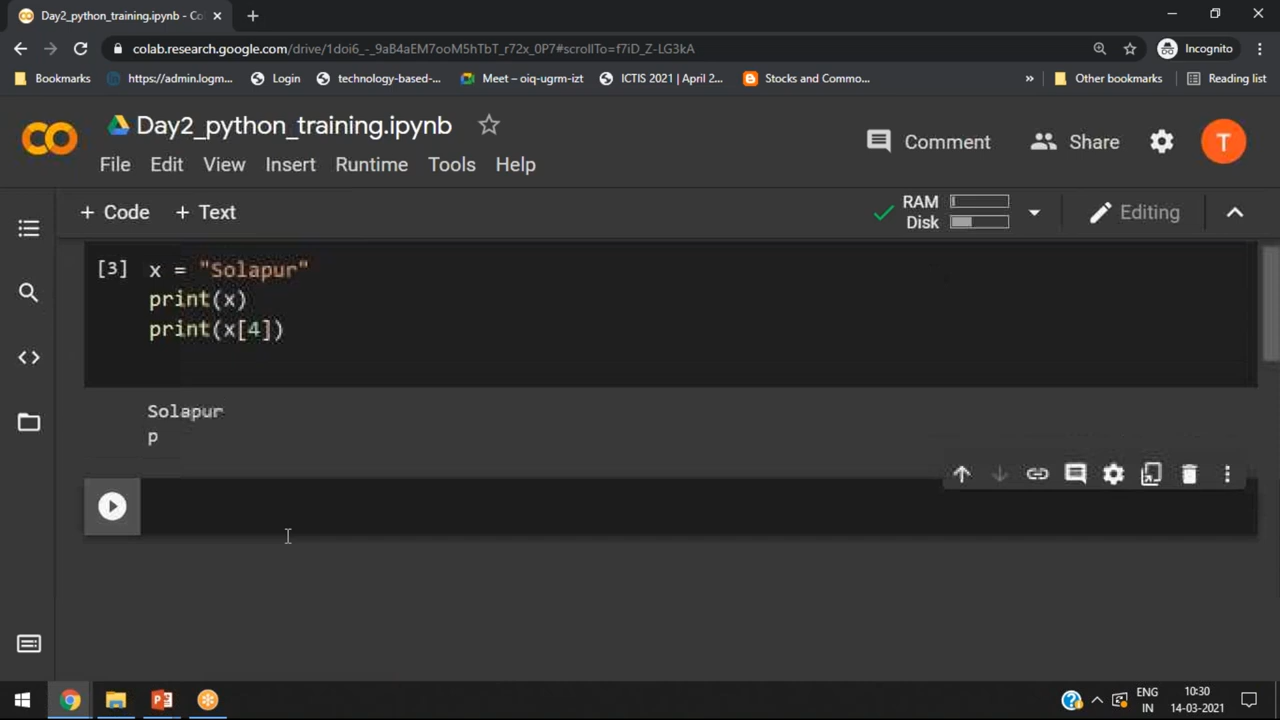 Day2_python_training.ipynb - Co
colab.research.google.com/drive/1doi6_-_9aB4aEM7ooM5hTbT_r72x_0P7#scrollTo=f7iD_Z-LG3kA
Incognito
Bookmarks
https://admin.logm...
Login
technology-based-...
Meet – oiq-ugrm-izt
ICTIS 2021 | April 2...
Stocks and Commo...
»
Other bookmarks
Reading list
CO
Day2_python_training.ipynb
File Edit View Insert Runtime Tools Help
Comment
Share
T
+ Code + Text
RAM
Disk
Editing
[3] x = "Solapur"
print(x)
print(x[4])
Solapur
p
ENG
IN
10:30
14-03-2021